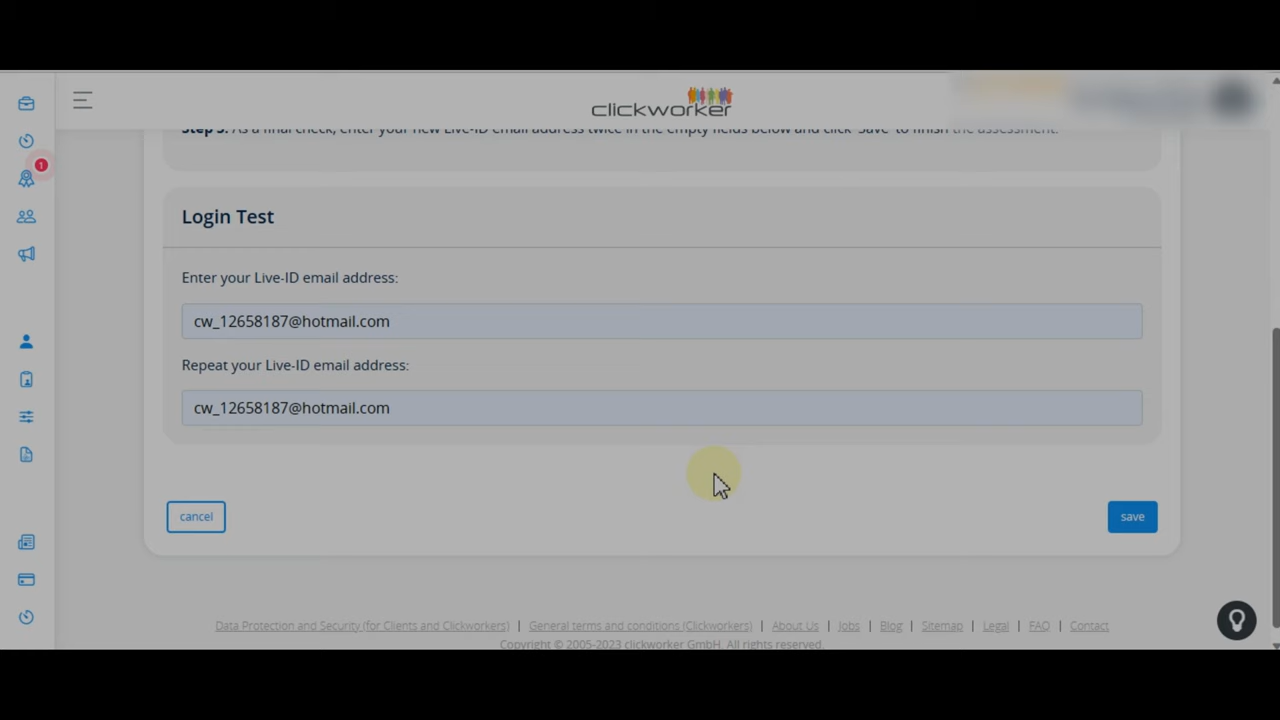 clickworker
Step 5. As a final check, enter your new Live-ID email address twice in the empty fields below and click 'Save' to finish the assessment.
1
Login Test
Enter your Live-ID email address:
cw_12658187@hotmail.com
Repeat your Live-ID email address:
cw_12658187@hotmail.com
cancel
save
Data Protection and Security (for Clients and Clickworkers) | General terms and conditions (Clickworkers) | About Us | Jobs | Blog | Sitemap | Legal | FAQ | Contact
Copyright © 2005-2023 clickworker GmbH. All rights reserved.